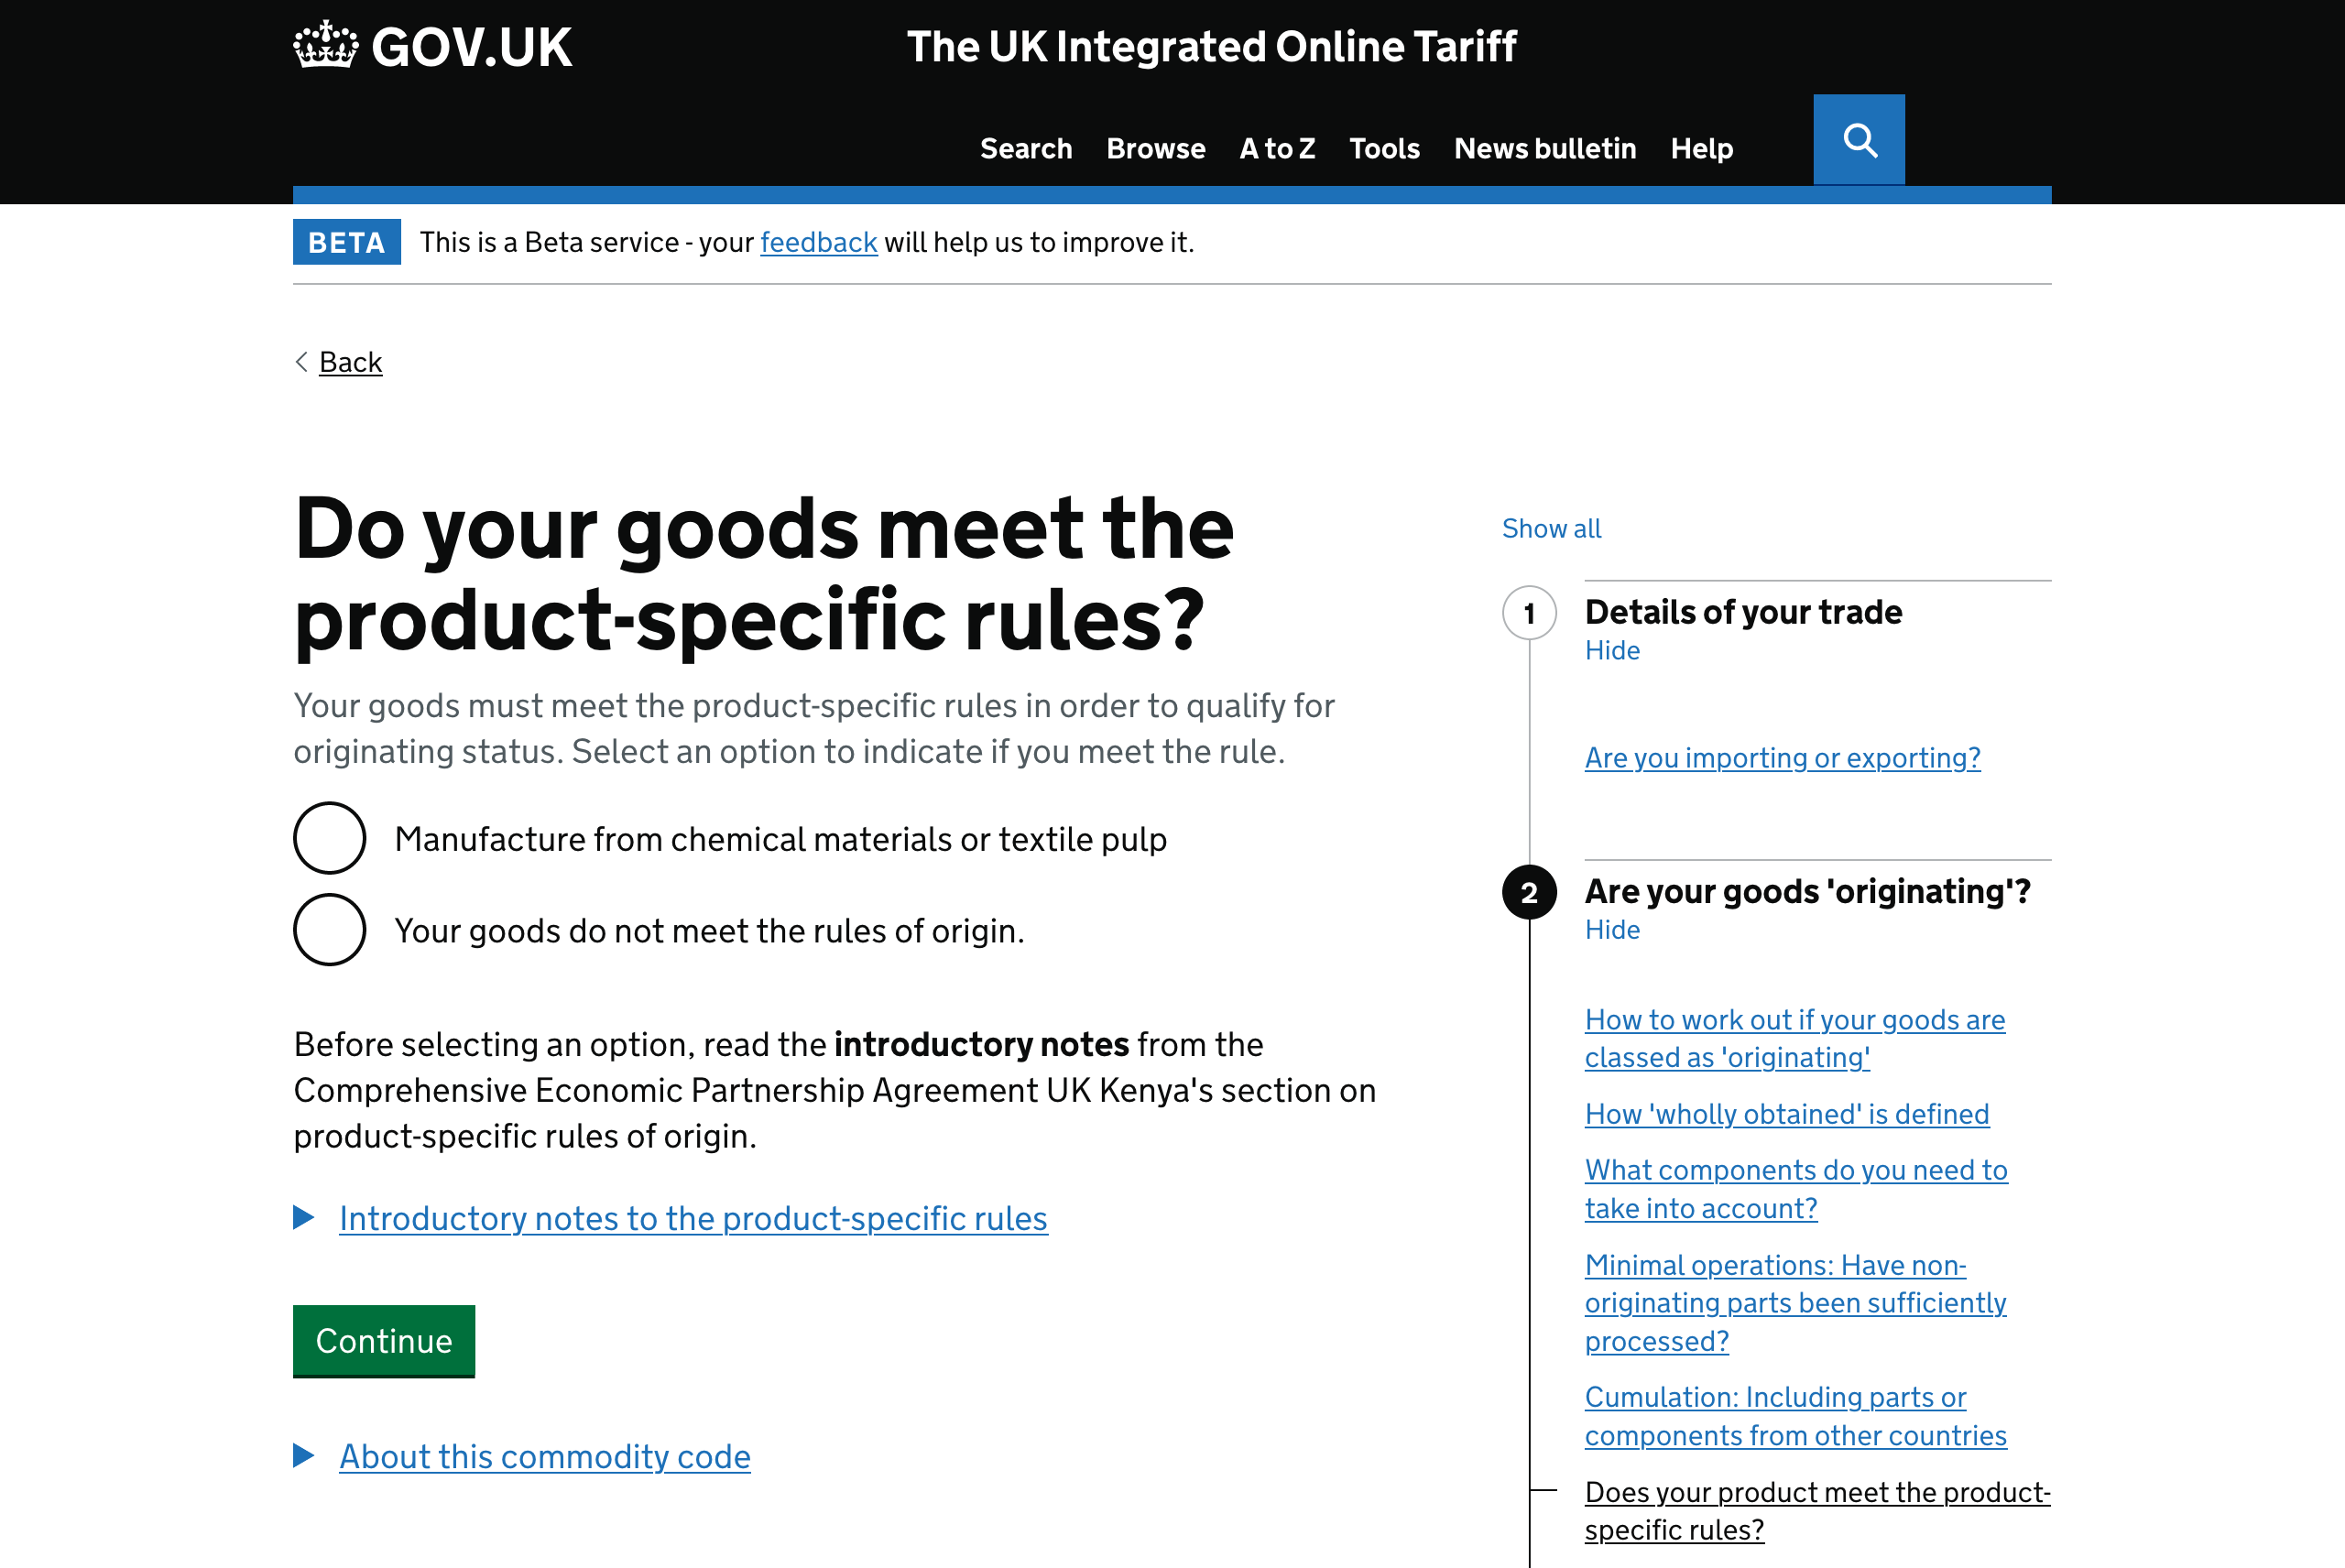 GOV.UK
The UK Integrated Online Tariff
Search Browse A to Z Tools News bulletin Help
BETA This is a Beta service - your feedback will help us to improve it.
Back
Do your goods meet the
product-specific rules?
Your goods must meet the product-specific rules in order to qualify for
originating status. Select an option to indicate if you meet the rule.
Manufacture from chemical materials or textile pulp
Your goods do not meet the rules of origin.
Before selecting an option, read the introductory notes from the
Comprehensive Economic Partnership Agreement UK Kenya's section on
product-specific rules of origin.
Introductory notes to the product-specific rules
Continue
About this commodity code
Show all
1 Details of your trade
Hide
Are you importing or exporting?
2 Are your goods 'originating'?
Hide
How to work out if your goods are
classed as 'originating'
How 'wholly obtained' is defined
What components do you need to
take into account?
Minimal operations: Have non-
originating parts been sufficiently
processed?
Cumulation: Including parts or
components from other countries
Does your product meet the product-
specific rules?